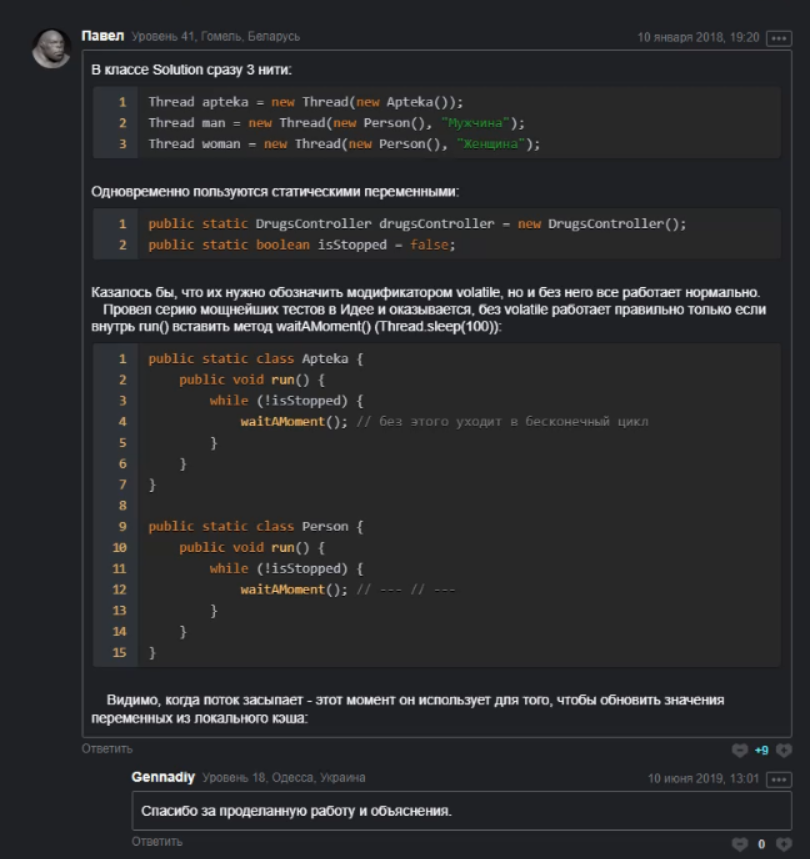 Павел Уровень 41, Гомель, Беларусь 10 января 2018, 19:20
В классе Solution сразу 3 нити:
1 Thread apteka = new Thread(new Apteka());
2 Thread man = new Thread(new Person(), "Мужчина");
3 Thread woman = new Thread(new Person(), "Женщина");
Одновременно пользуются статическими переменными:
1 public static DrugsController drugsController = new DrugsController();
2 public static boolean isStopped = false;
Казалось бы, что их нужно обозначить модификатором volatile, но и без него все работает нормально.
Провел серию мощнейших тестов в Идее и оказывается, без volatile работает правильно только если
внутрь run() вставить метод waitAMoment() (Thread.sleep(100)):
1 public static class Apteka {
2 public void run() {
3 while (!isStopped) {
4 waitAMoment(); // без этого уходит в бесконечный цикл
5 }
6 }
7 }
8
9 public static class Person {
10 public void run() {
11 while (!isStopped) {
12 waitAMoment(); // --- // ---
13 }
14 }
15 }
Видимо, когда поток засыпает - этот момент он использует для того, чтобы обновить значения
переменных из локального кэша:
Ответить +9
Gennadiy Уровень 18, Одесса, Украина 10 июня 2019, 13:01
Спасибо за проделанную работу и объяснения.
Ответить 0